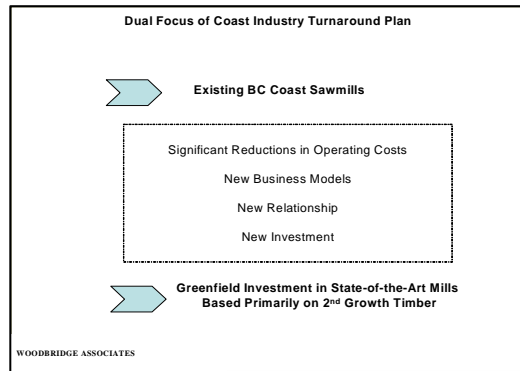 Dual Focus of Coast Industry Turnaround Plan
Existing BC Coast Sawmills
Significant Reductions in Operating Costs
New Business Models
New Relationship
New Investment
Greenfield Investment in State-of-the-Art Mills
Based Primarily on 2nd Growth Timber
WOODBRIDGE ASSOCIATES